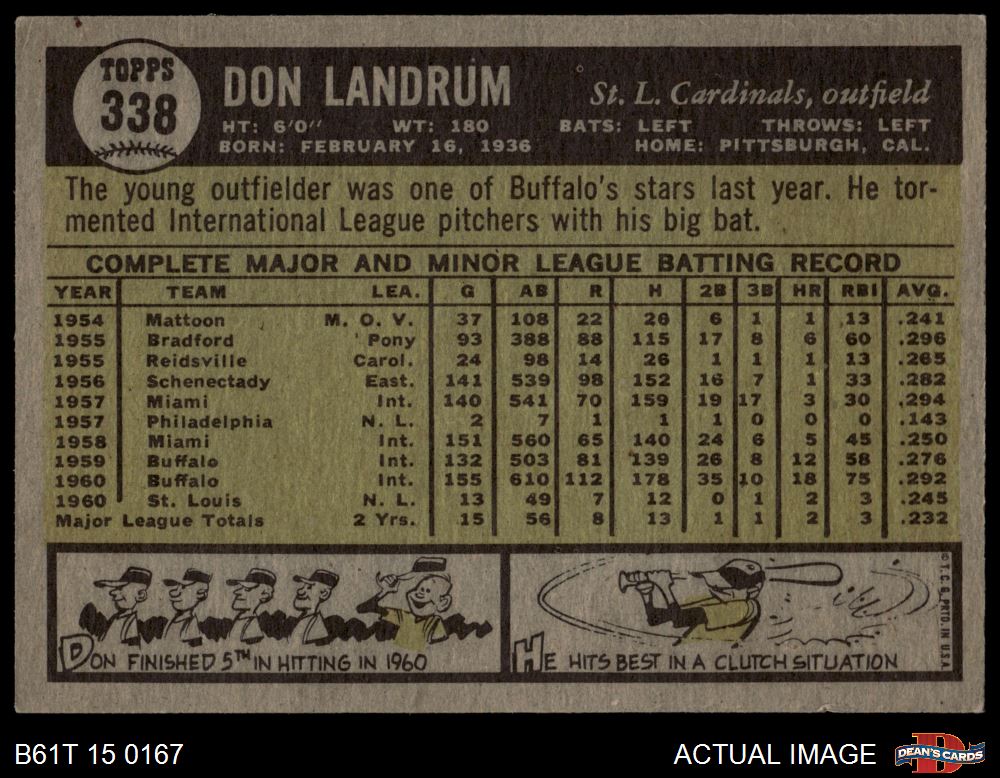 TOPPS
338
DON LANDRUM
St. L. Cardinals, outfield
HT: 6'0" WT: 180 BATS: LEFT THROWS: LEFT
BORN: FEBRUARY 16, 1936 HOME: PITTSBURGH, CAL.
The young outfielder was one of Buffalo's stars last year. He tor-
mented International League pitchers with his big bat.
COMPLETE MAJOR AND MINOR LEAGUE BATTING RECORD
YEAR TEAM LEA. G AB R H 2B 3B HR RBI AVG.
1954 Mattoon M. O. V. 37 108 22 26 6 1 1 13 .241
1955 Bradford Pony 93 388 88 115 17 8 6 60 .296
1955 Reidsville Carol. 24 98 14 26 1 1 1 13 .265
1956 Schenectady East. 141 539 98 152 16 7 1 33 .282
1957 Miami Int. 140 541 70 159 19 17 3 30 .294
1957 Philadelphia N. L. 2 7 1 1 1 0 0 0 .143
1958 Miami Int. 151 560 65 140 24 6 5 45 .250
1959 Buffalo Int. 132 503 81 139 26 8 12 58 .276
1960 Buffalo Int. 155 610 112 178 35 10 18 75 .292
1960 St. Louis N. L. 13 49 7 12 0 1 2 3 .245
Major League Totals 2 Yrs. 15 56 8 13 1 1 2 3 .232
DON FINISHED 5TH IN HITTING IN 1960
HE HITS BEST IN A CLUTCH SITUATION
© T. C. G. PRTD. IN U.S.A.
B61T 15 0167
ACTUAL IMAGE
DEAN'S CARDS